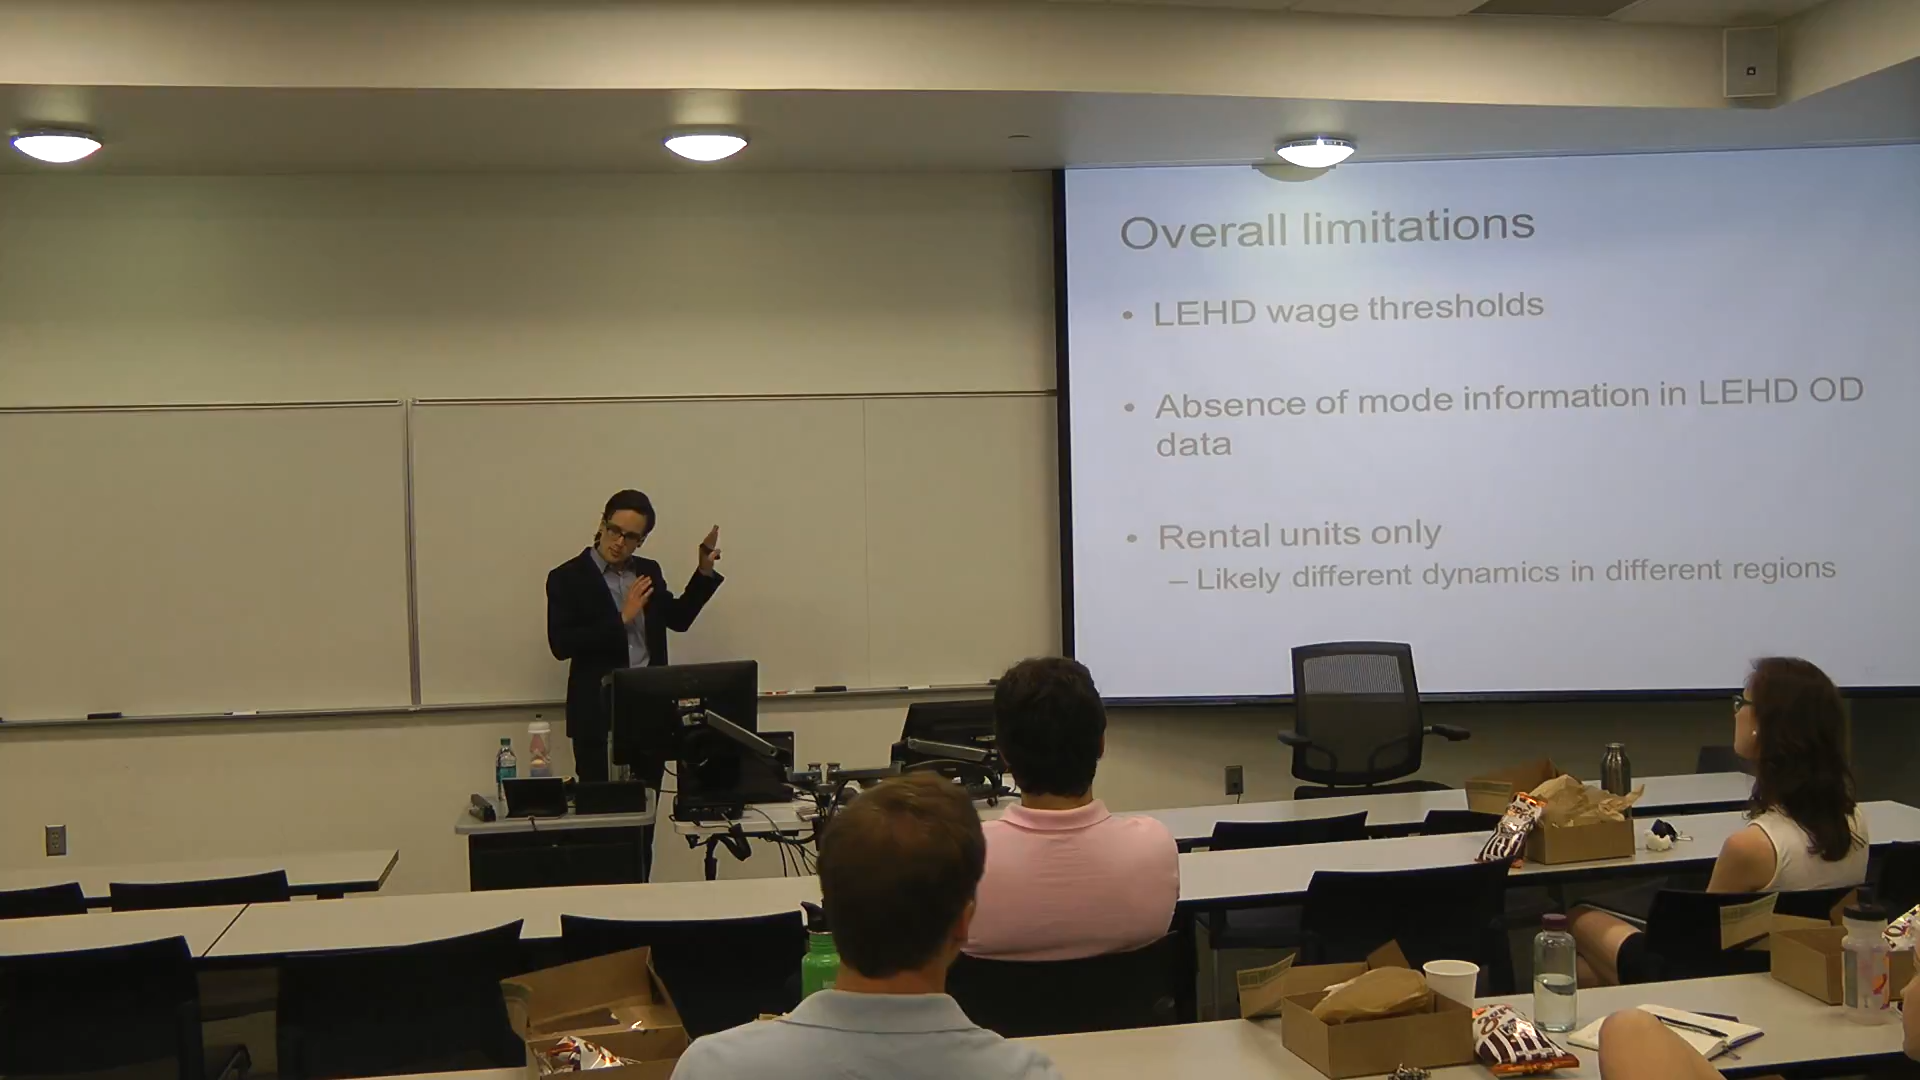 Overall limitations
• LEHD wage thresholds
• Absence of mode information in LEHD OD
data
• Rental units only
– Likely different dynamics in different regions